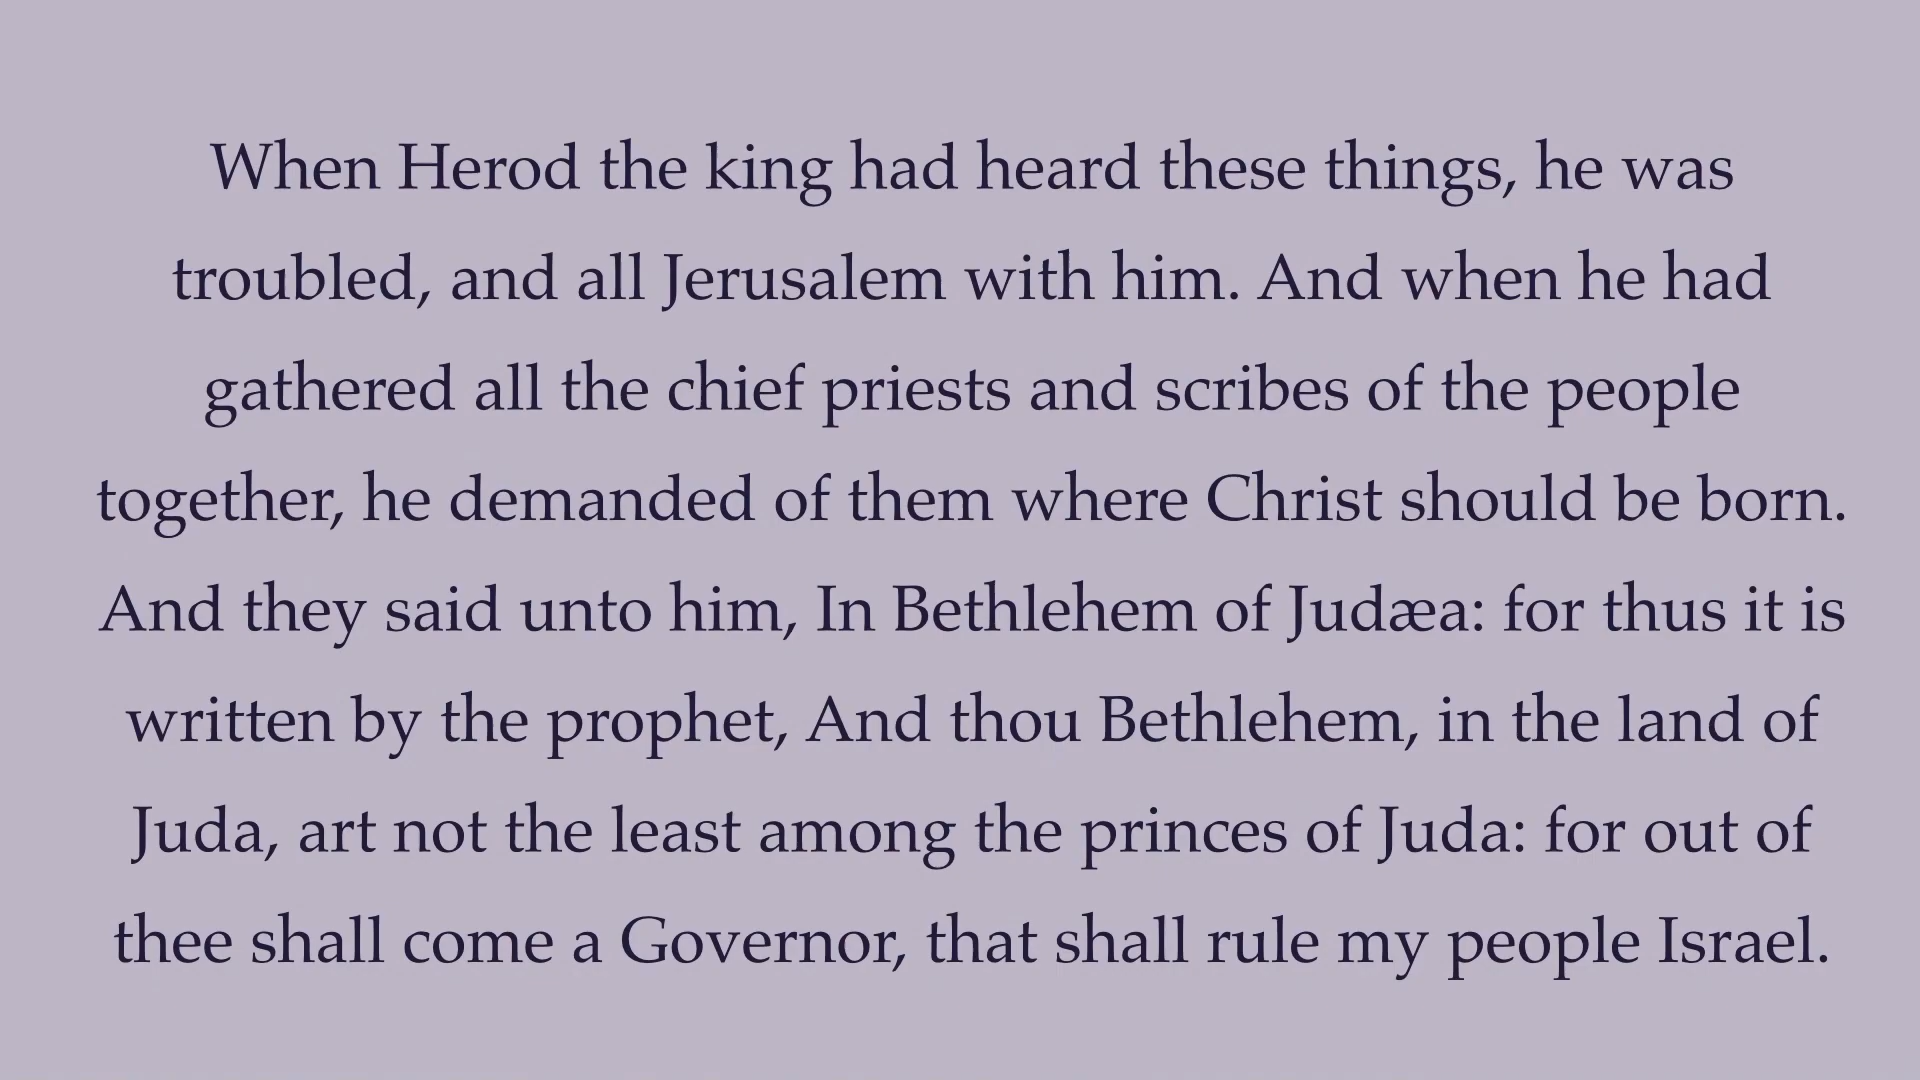 When Herod the king had heard these things, he was
troubled, and all Jerusalem with him. And when he had
gathered all the chief priests and scribes of the people
together, he demanded of them where Christ should be born.
And they said unto him, In Bethlehem of Judæa: for thus it is
written by the prophet, And thou Bethlehem, in the land of
Juda, art not the least among the princes of Juda: for out of
thee shall come a Governor, that shall rule my people Israel.